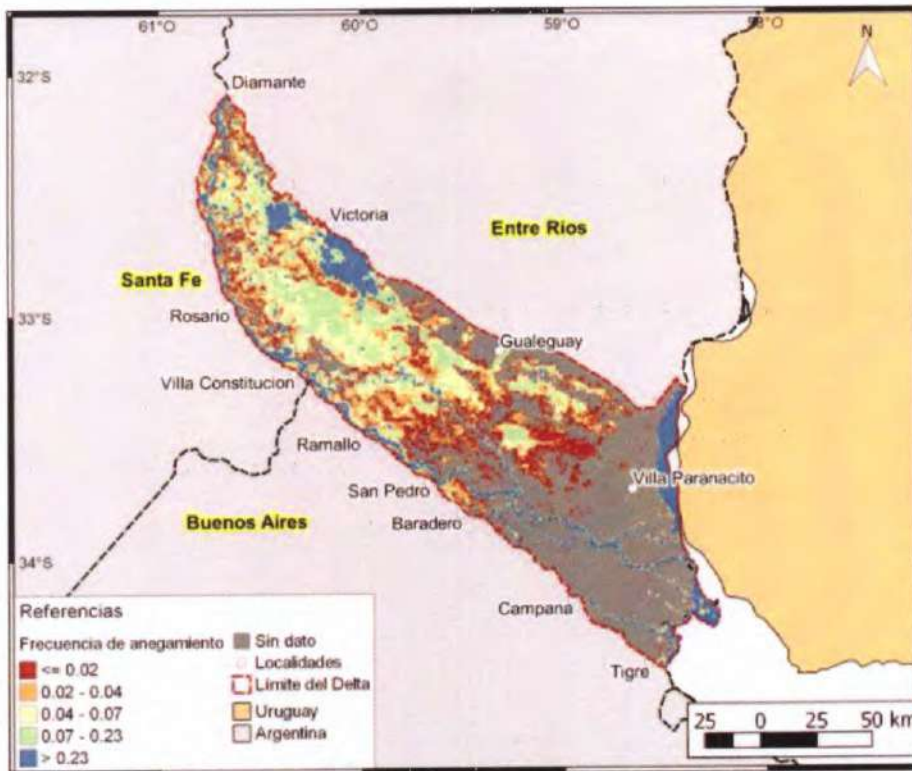 61°O 60°O 59°O 58°O
N
32°S
Diamante
Victoria
Entre Rios
Santa Fe
33°S
Rosario
Gualeguay
Villa Constitucion
Ramallo
Villa Paranacito
San Pedro
Baradero
Buenos Aires
34°S
Campana
Tigre
Referencias
Frecuencia de anegamiento
<= 0.02
0.02 - 0.04
0.04 - 0.07
0.07 - 0.23
> 0.23
Sin dato
Localidades
Límite del Delta
Uruguay
Argentina
25 0 25 50 km